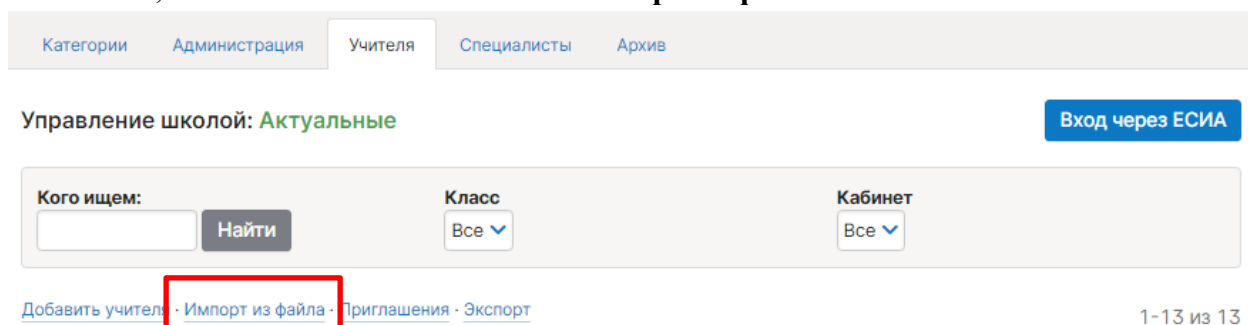 Категории Администрация Учителя Специалисты Архив
Управление школой: Актуальные Вход через ЕСИА
Кого ищем: Класс Кабинет
Найти Все Все
Добавить учителя · Импорт из файла · Приглашения · Экспорт 1-13 из 13